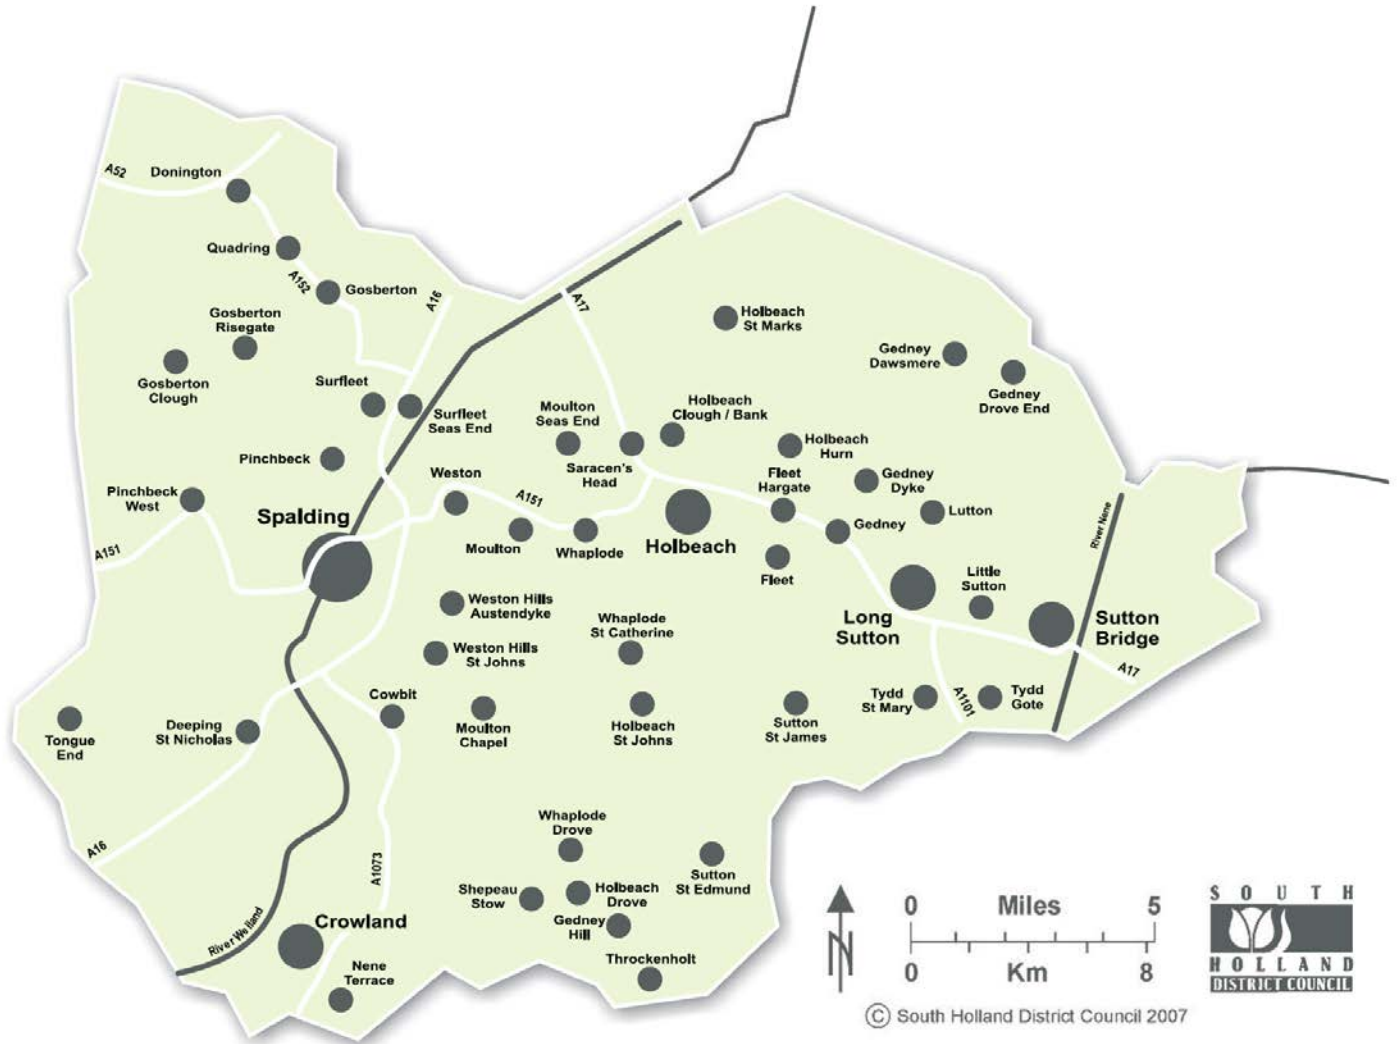 A52
Donington
Quadring
A152
Gosberton
A16
A17
Gosberton
Risegate
Gosberton
Clough
Holbeach
St Marks
Gedney
Dawsmere
Gedney
Drove End
Surfleet
Surfleet
Seas End
Moulton
Seas End
Holbeach
Clough / Bank
Saracen's
Head
Holbeach
Hurn
Pinchbeck
Weston
Fleet
Hargate
Gedney
Dyke
Pinchbeck
West
A151
Spalding
A151
Moulton
Whaplode
Holbeach
Gedney
Lutton
River Nene
Fleet
Little
Sutton
Weston Hills
Austendyke
Whaplode
St Catherine
Long
Sutton
Sutton
Bridge
Weston Hills
St Johns
A17
Cowbit
Tydd
St Mary
A1101
Tydd
Gote
Tongue
End
Deeping
St Nicholas
Moulton
Chapel
Holbeach
St Johns
Sutton
St James
A16
A1073
Whaplode
Drove
Sutton
St Edmund
Shepeau
Stow
Holbeach
Drove
Gedney
Hill
Crowland
River Welland
Nene
Terrace
Throckenholt
N
0 Miles 5
0 Km 8
© South Holland District Council 2007
SOUTH
HOLLAND
DISTRICT COUNCIL